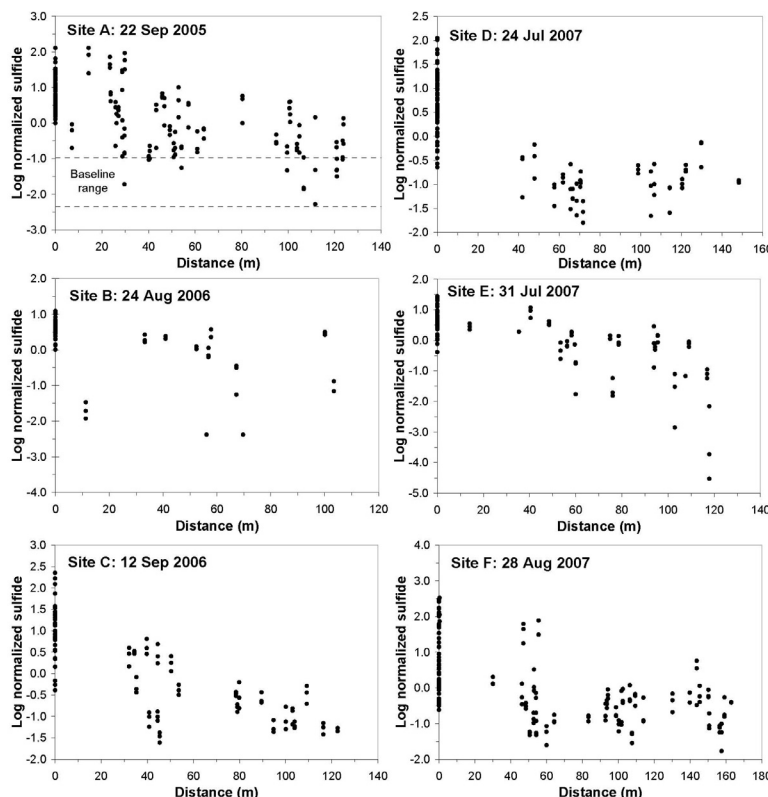 Site A: 22 Sep 2005
Log normalized sulfide
3.0
2.0
1.0
0.0
-1.0
-2.0
-3.0
Baseline
range
0 20 40 60 80 100 120 140
Distance (m)
Site D: 24 Jul 2007
Log normalized sulfide
2.5
2.0
1.5
1.0
0.5
0.0
-0.5
-1.0
-1.5
-2.0
0 20 40 60 80 100 120 140 160
Distance (m)
Site B: 24 Aug 2006
Log normalized sulfide
2.0
1.0
0.0
-1.0
-2.0
-3.0
-4.0
0 20 40 60 80 100 120
Distance (m)
Site E: 31 Jul 2007
Log normalized sulfide
2.0
1.0
0.0
-1.0
-2.0
-3.0
-4.0
-5.0
0 20 40 60 80 100 120 140
Distance (m)
Site C: 12 Sep 2006
Log normalized sulfide
3.0
2.5
2.0
1.5
1.0
0.5
0.0
-0.5
-1.0
-1.5
-2.0
0 20 40 60 80 100 120 140
Distance (m)
Site F: 28 Aug 2007
Log normalized sulfide
4.0
3.0
2.0
1.0
0.0
-1.0
-2.0
0 20 40 60 80 100 120 140 160 180
Distance (m)